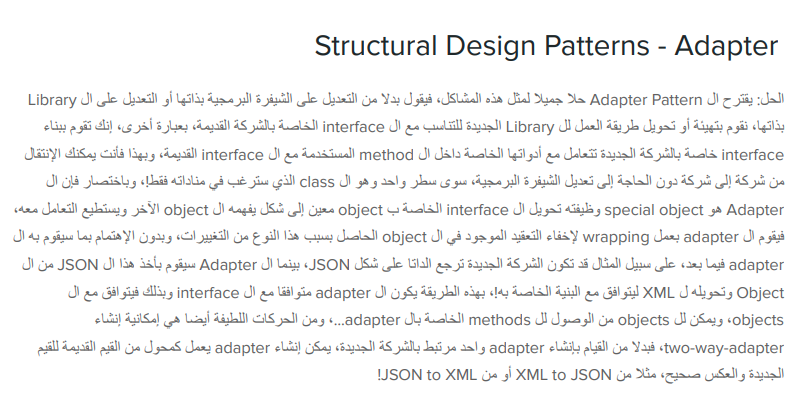 Structural Design Patterns - Adapter
الحل: يقترح ال Adapter Pattern حلا جميلا لمثل هذه المشاكل، فيقول بدلا من التعديل على الشيفرة البرمجية بذاتها أو التعديل على ال Library
بذاتها، نقوم بتهيئة أو تحويل طريقة العمل لل Library الجديدة للتناسب مع ال interface الخاصة بالشركة القديمة، بعبارة أخرى، إنك تقوم ببناء
interface خاصة بالشركة الجديدة تتعامل مع أدواتها الخاصة داخل ال method المستخدمة مع ال interface القديمة، وبهذا فأنت يمكنك الإنتقال
من شركة إلى شركة دون الحاجة إلى تعديل الشيفرة البرمجية، سوى سطر واحد وهو ال class الذي سترغب في مناداته فقط!، وباختصار فإن ال
Adapter هو special object وظيفته تحويل ال interface الخاصة ب object معين إلى شكل يفهمه ال object الآخر ويستطيع التعامل معه،
فيقوم ال adapter بعمل wrapping لإخفاء التعقيد الموجود في ال object الحاصل بسبب هذا النوع من التغييرات، وبدون الإهتمام بما سيقوم به ال
adapter فيما بعد، على سبيل المثال قد تكون الشركة الجديدة ترجع الداتا على شكل JSON، بينما ال Adapter سيقوم بأخذ هذا ال JSON من ال
Object وتحويله ل XML ليتوافق مع البنية الخاصة به!، بهذه الطريقة يكون ال adapter متوافقا مع ال interface وبذلك فيتوافق مع ال
objects، ويمكن لل objects من الوصول لل methods الخاصة بال adapter...، ومن الحركات اللطيفة أيضا هي إمكانية إنشاء
two-way-adapter، فبدلا من القيام بإنشاء adapter واحد مرتبط بالشركة الجديدة، يمكن إنشاء adapter يعمل كمحول من القيم القديمة للقيم
الجديدة والعكس صحيح، مثلا من XML to JSON أو من JSON to XML!